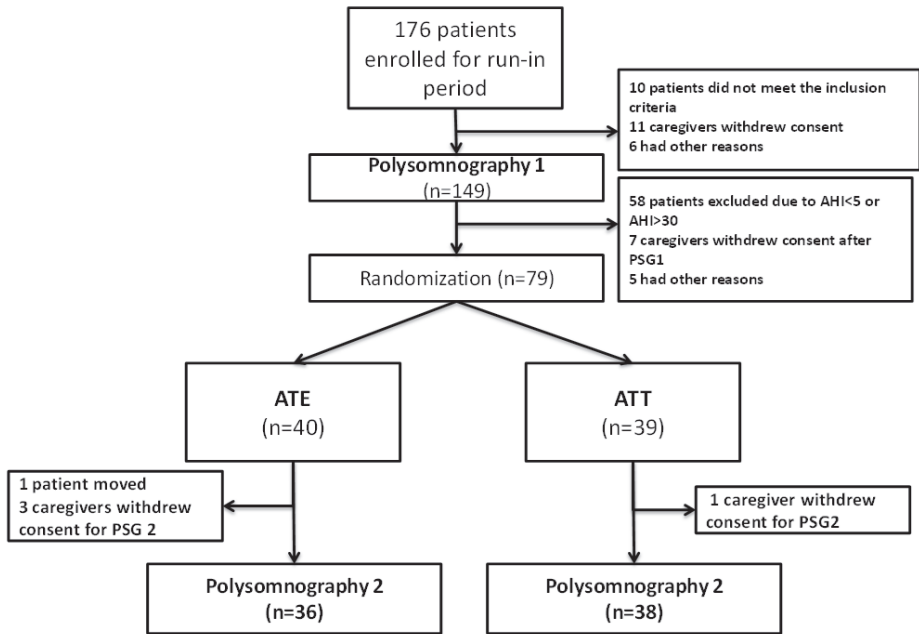 176 patients
enrolled for run-in
period
10 patients did not meet the inclusion
criteria
11 caregivers withdrew consent
6 had other reasons
Polysomnography 1
(n=149)
58 patients excluded due to AHI<5 or
AHI>30
7 caregivers withdrew consent after
PSG1
5 had other reasons
Randomization (n=79)
ATE
(n=40)
ATT
(n=39)
1 patient moved
3 caregivers withdrew
consent for PSG 2
1 caregiver withdrew
consent for PSG2
Polysomnography 2
(n=36)
Polysomnography 2
(n=38)